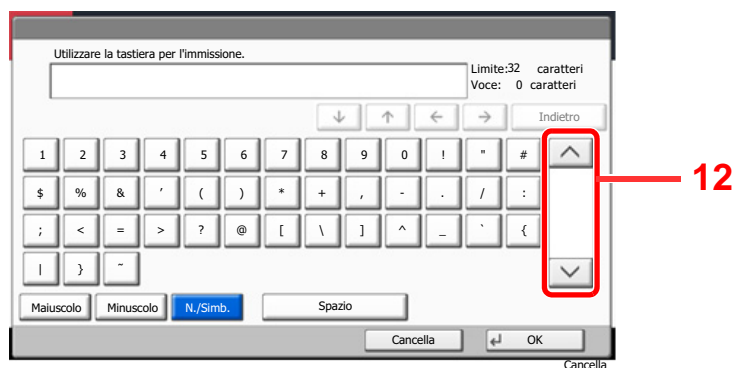 Utilizzare la tastiera per l'immissione.
Limite:32 caratteri
Voce: 0 caratteri
↓ ↑ ← → Indietro
1 2 3 4 5 6 7 8 9 0 ! " #
$ % & ' ( ) * + , - . / :
; < = > ? @ [ \ ] ^ _ ` {
| } ~
12
Maiuscolo Minuscolo N./Simb. Spazio
Cancella OK
Cancella